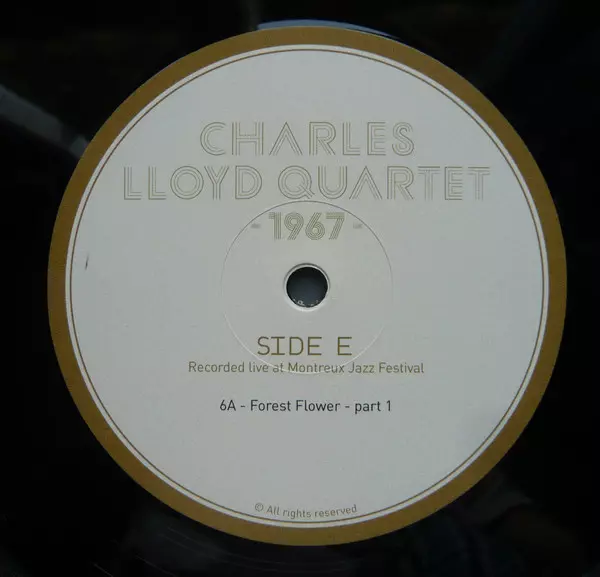 CHARLES
LLOYD QUARTET
- 1967 -
SIDE E
Recorded live at Montreux Jazz Festival
6A - Forest Flower - part 1
© All rights reserved